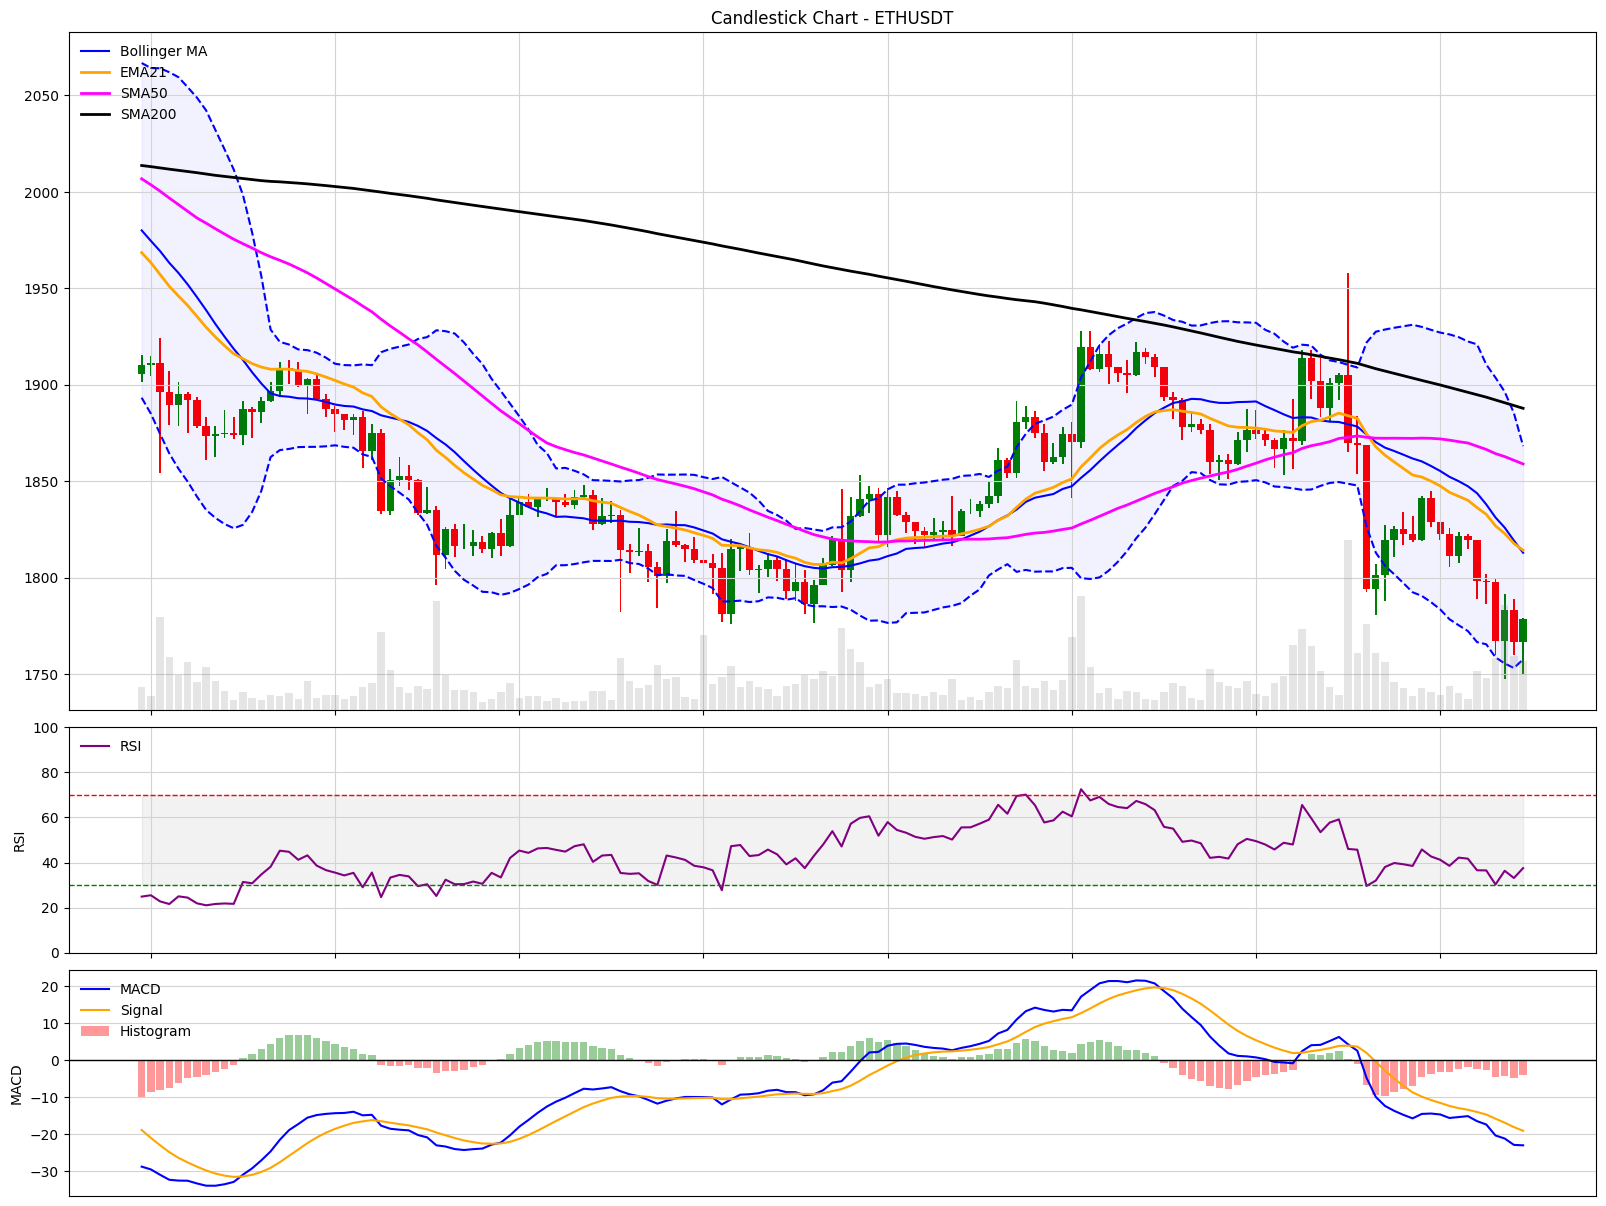 Candlestick Chart - ETHUSDT
Bollinger MA
EMA21
SMA50
SMA200
2050
2000
1950
1900
1850
1800
1750
RSI
100
80
60
40
20
0
RSI
MACD
Signal
Histogram
20
10
0
−10
−20
−30
MACD